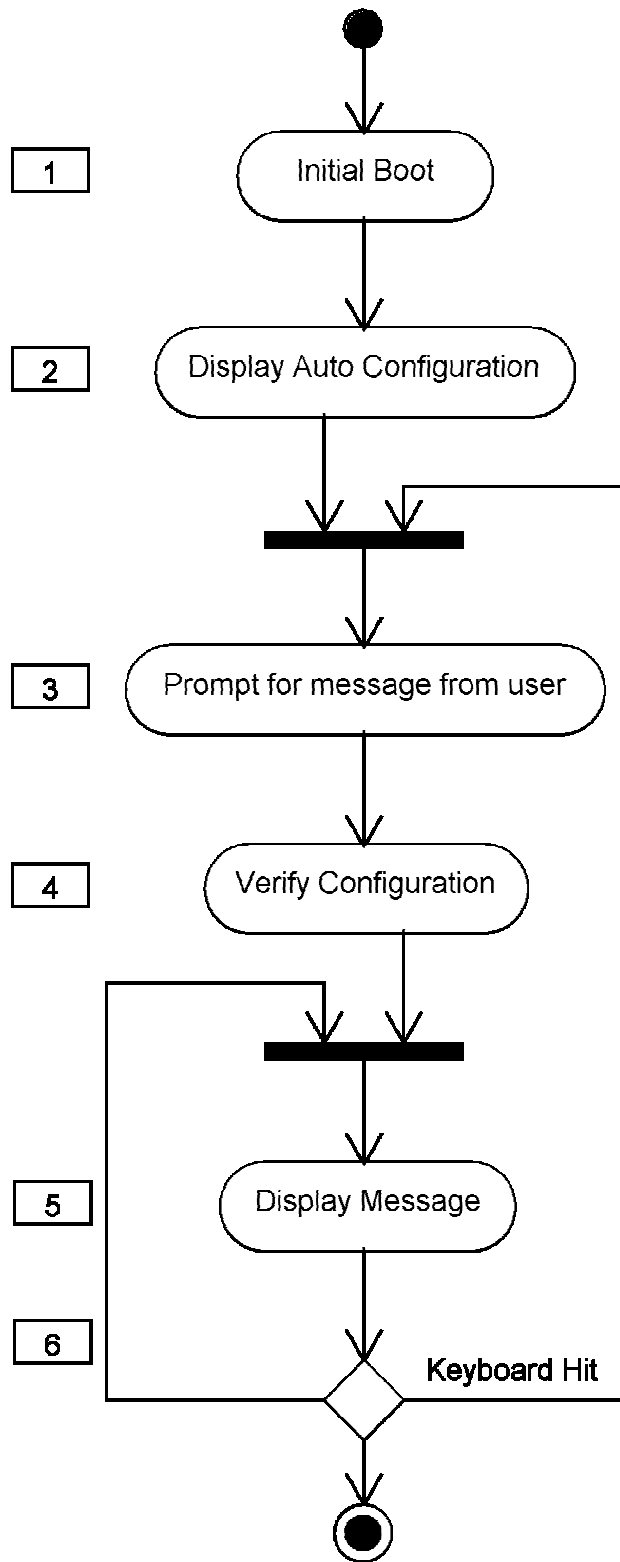 1
Initial Boot
2
Display Auto Configuration
3
Prompt for message from user
4
Verify Configuration
5
Display Message
6
Keyboard Hit